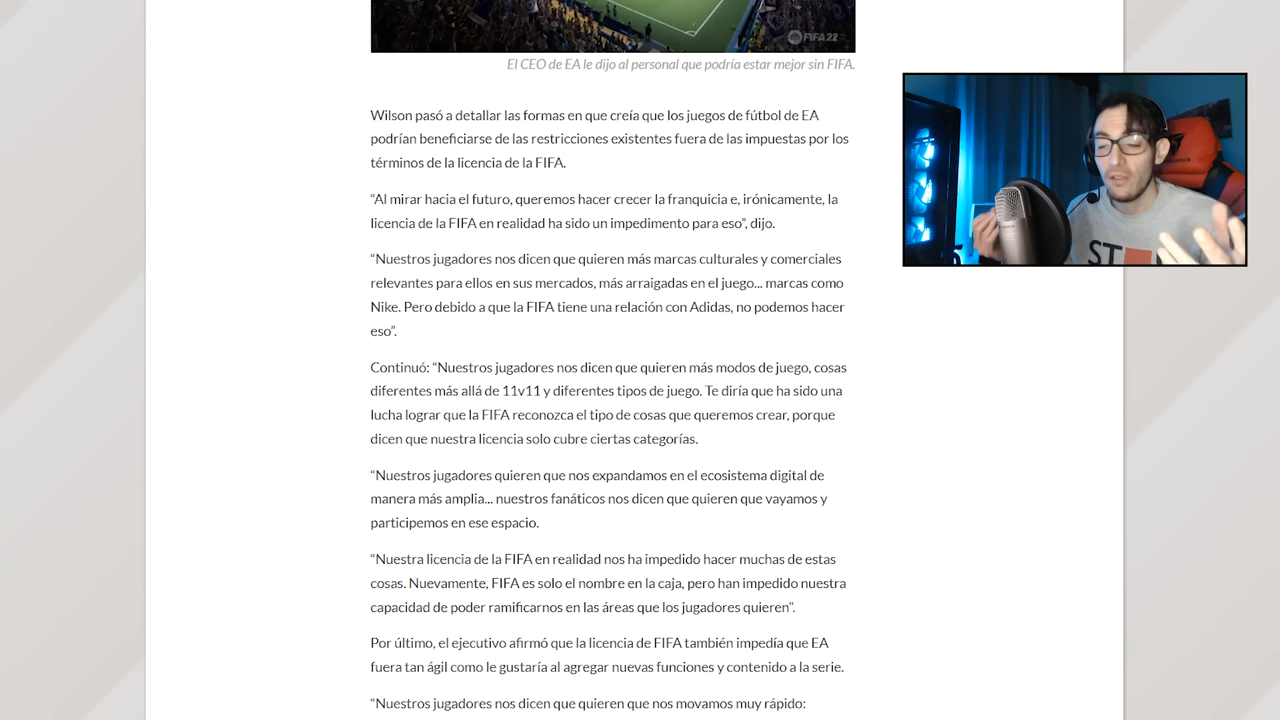 FIFA 22
El CEO de EA le dijo al personal que podría estar mejor sin FIFA.
Wilson pasó a detallar las formas en que creía que los juegos de fútbol de EA
podrían beneficiarse de las restricciones existentes fuera de las impuestas por los
términos de la licencia de la FIFA.
“Al mirar hacia el futuro, queremos hacer crecer la franquicia e, irónicamente, la
licencia de la FIFA en realidad ha sido un impedimento para eso”, dijo.
“Nuestros jugadores nos dicen que quieren más marcas culturales y comerciales
relevantes para ellos en sus mercados, más arraigadas en el juego... marcas como
Nike. Pero debido a que la FIFA tiene una relación con Adidas, no podemos hacer
eso”.
Continuó: “Nuestros jugadores nos dicen que quieren más modos de juego, cosas
diferentes más allá de 11v11 y diferentes tipos de juego. Te diría que ha sido una
lucha lograr que la FIFA reconozca el tipo de cosas que queremos crear, porque
dicen que nuestra licencia solo cubre ciertas categorías.
“Nuestros jugadores quieren que nos expandamos en el ecosistema digital de
manera más amplia... nuestros fanáticos nos dicen que quieren que vayamos y
participemos en ese espacio.
“Nuestra licencia de la FIFA en realidad nos ha impedido hacer muchas de estas
cosas. Nuevamente, FIFA es solo el nombre en la caja, pero han impedido nuestra
capacidad de poder ramificarnos en las áreas que los jugadores quieren”.
Por último, el ejecutivo afirmó que la licencia de FIFA también impedía que EA
fuera tan ágil como le gustaría al agregar nuevas funciones y contenido a la serie.
“Nuestros jugadores nos dicen que quieren que nos movamos muy rápido:
ST